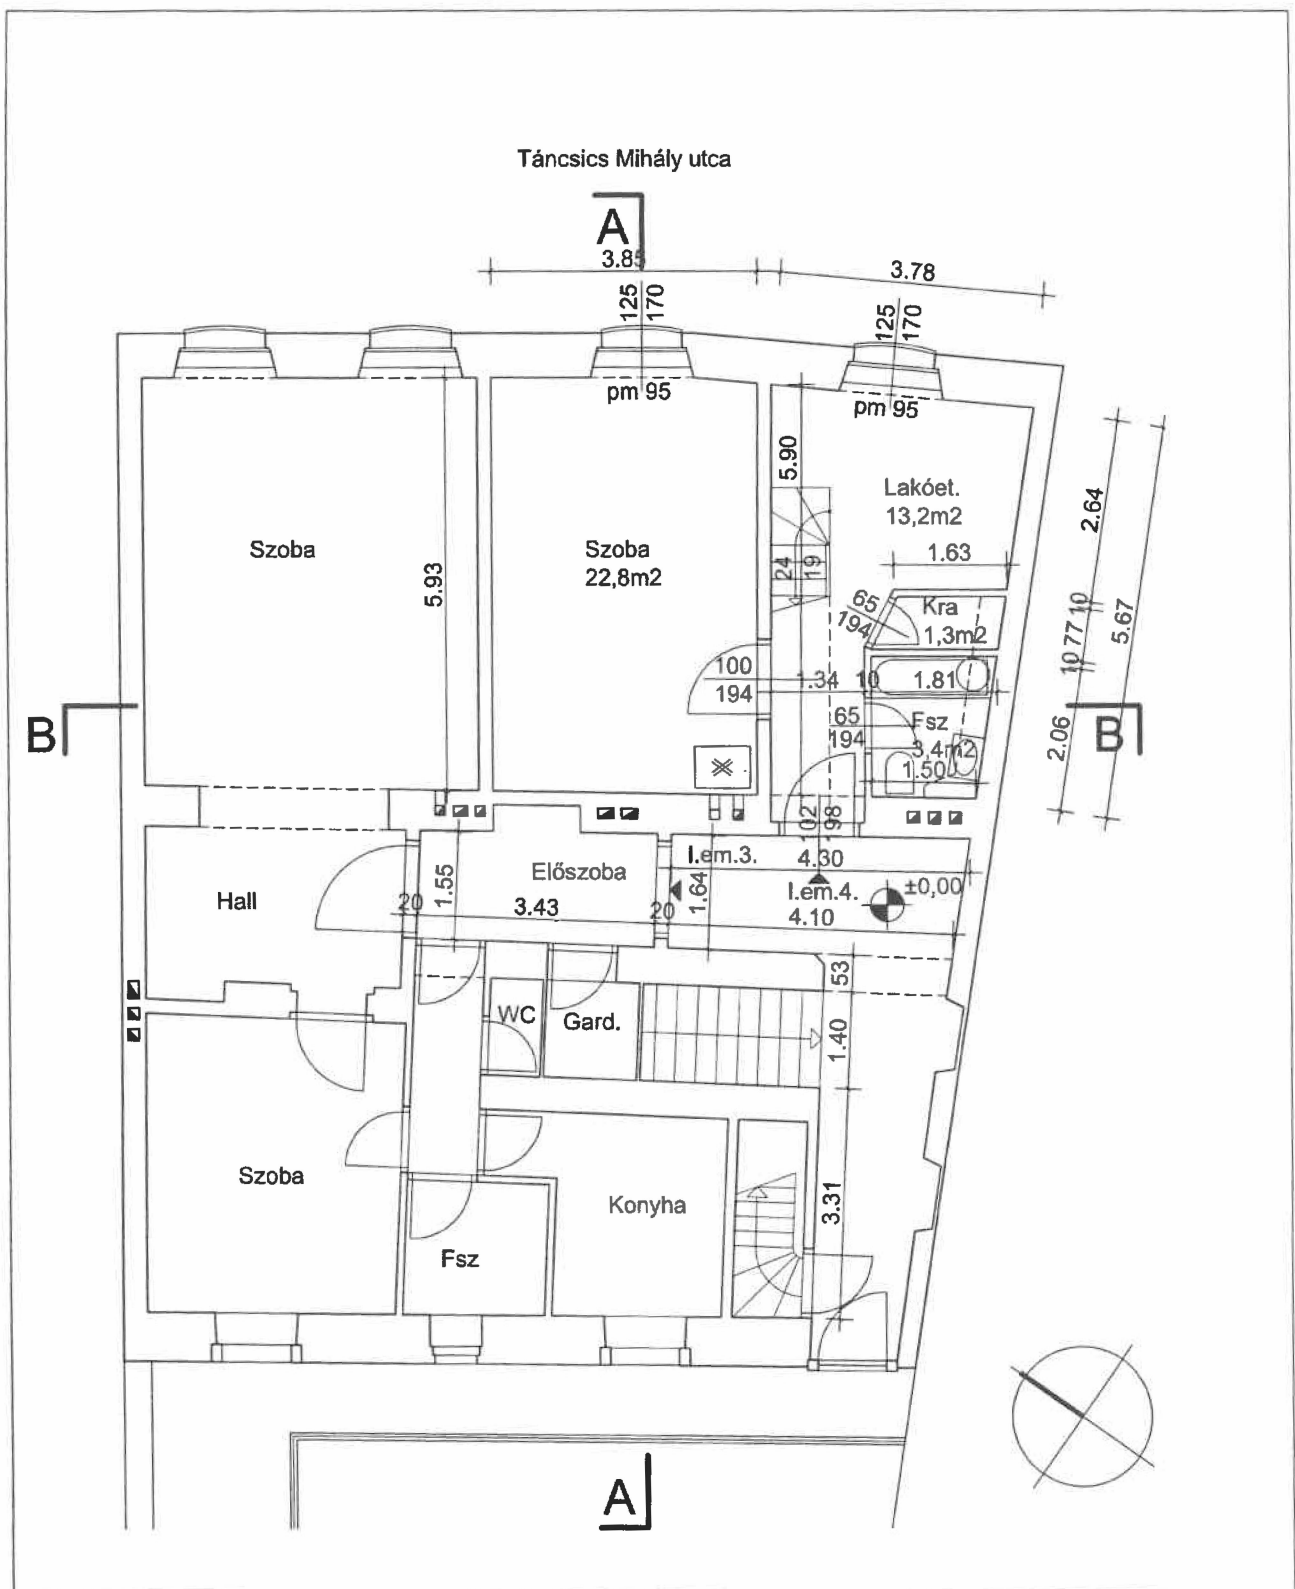 Táncsics Mihály utca
A
3.85
3.78
125
170
125
170
pm 95
pm 95
5.90
Lakóet.
13,2m2
2.64
Szoba
Szoba
22,8m2
5.93
24
19
1.63
65
194
Kra
1,3m2
10
77
10
5.67
100
194
1.34
10
1.81
B
65
194
Fsz
3,4m2
1.50
2.06
B
102
198
I.em.3.
4.30
Előszoba
1.55
1.64
I.em.4.
±0,00
Hall
20
3.43
20
4.10
53
WC
Gard.
1.40
Szoba
Konyha
3.31
Fsz
A